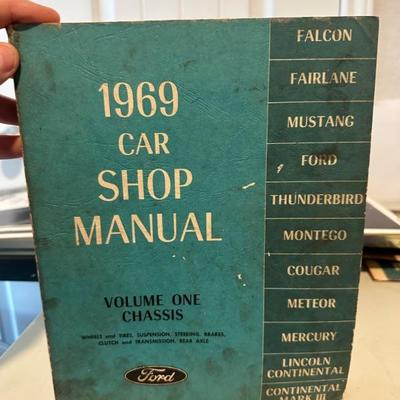 1969
CAR
SHOP
MANUAL
VOLUME ONE
CHASSIS
WHEELS and TIRES, SUSPENSION, STEERING, BRAKES,
CLUTCH and TRANSMISSION, REAR AXLE
Ford
FALCON
FAIRLANE
MUSTANG
FORD
THUNDERBIRD
MONTEGO
COUGAR
METEOR
MERCURY
LINCOLN
CONTINENTAL
CONTINENTAL
MARK III